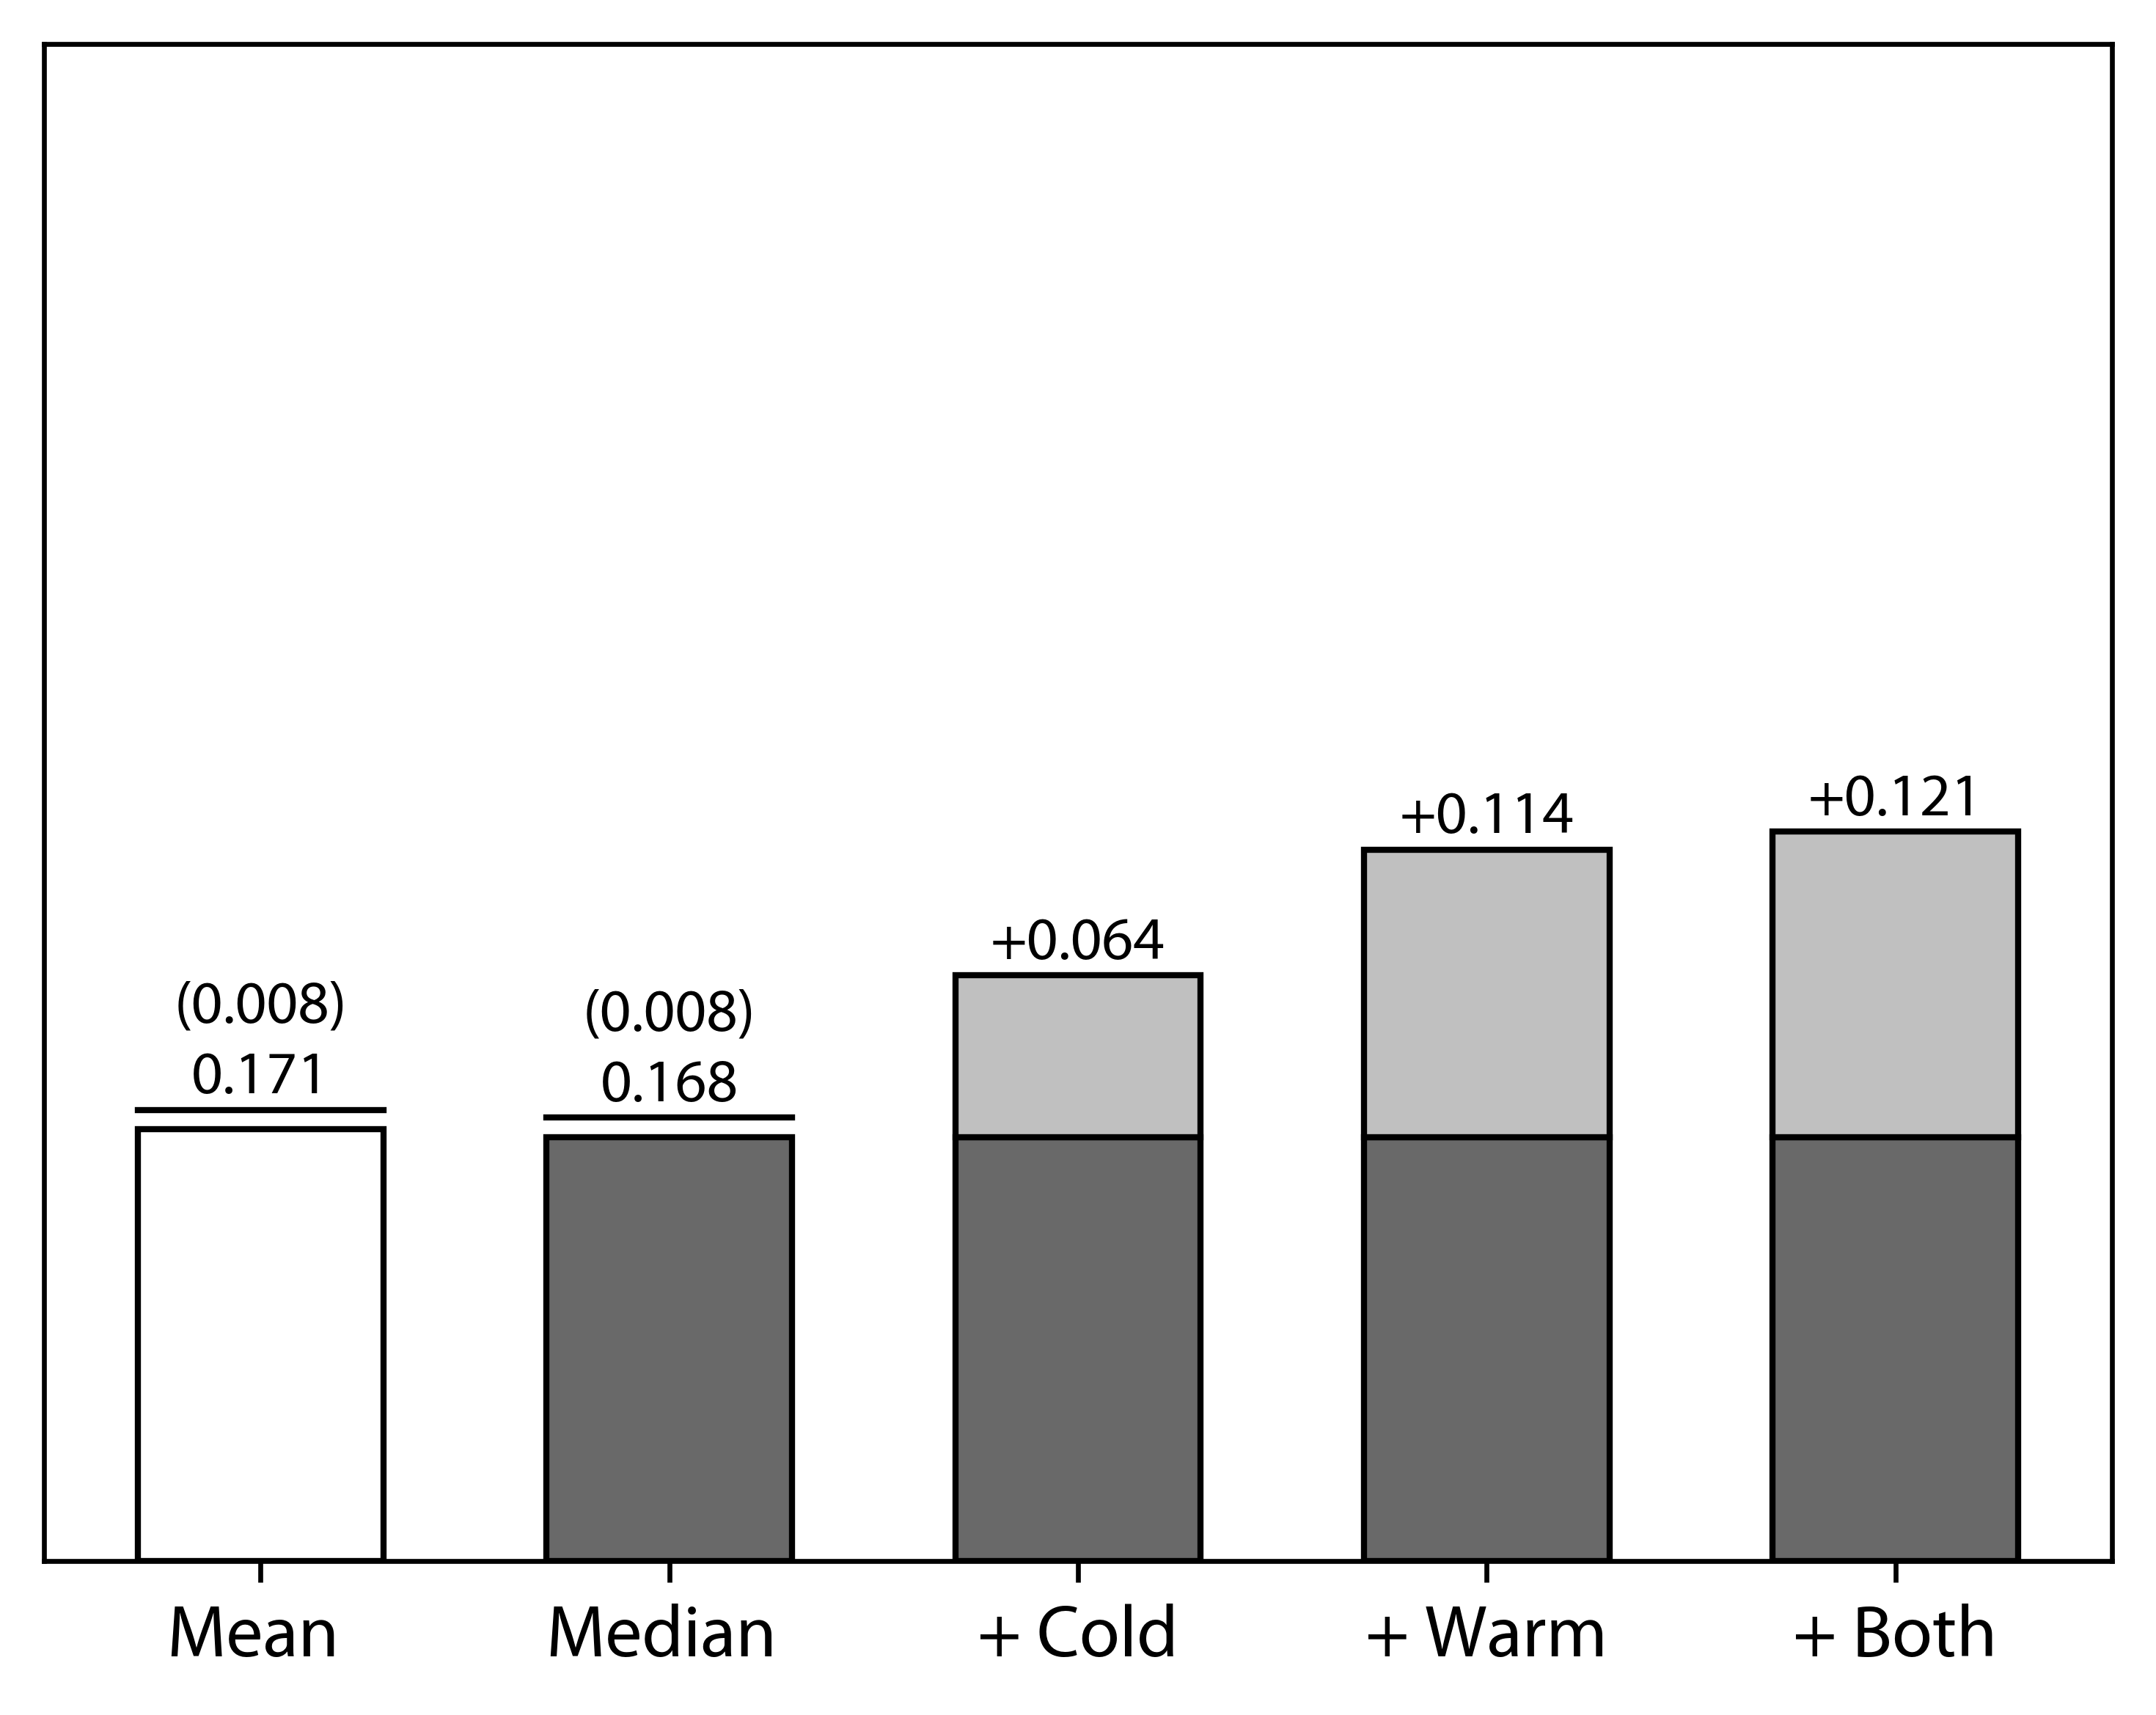 +0.121
+0.114
+0.064
(0.008)
0.171
(0.008)
0.168
Mean
Median
+ Cold
+ Warm
+ Both